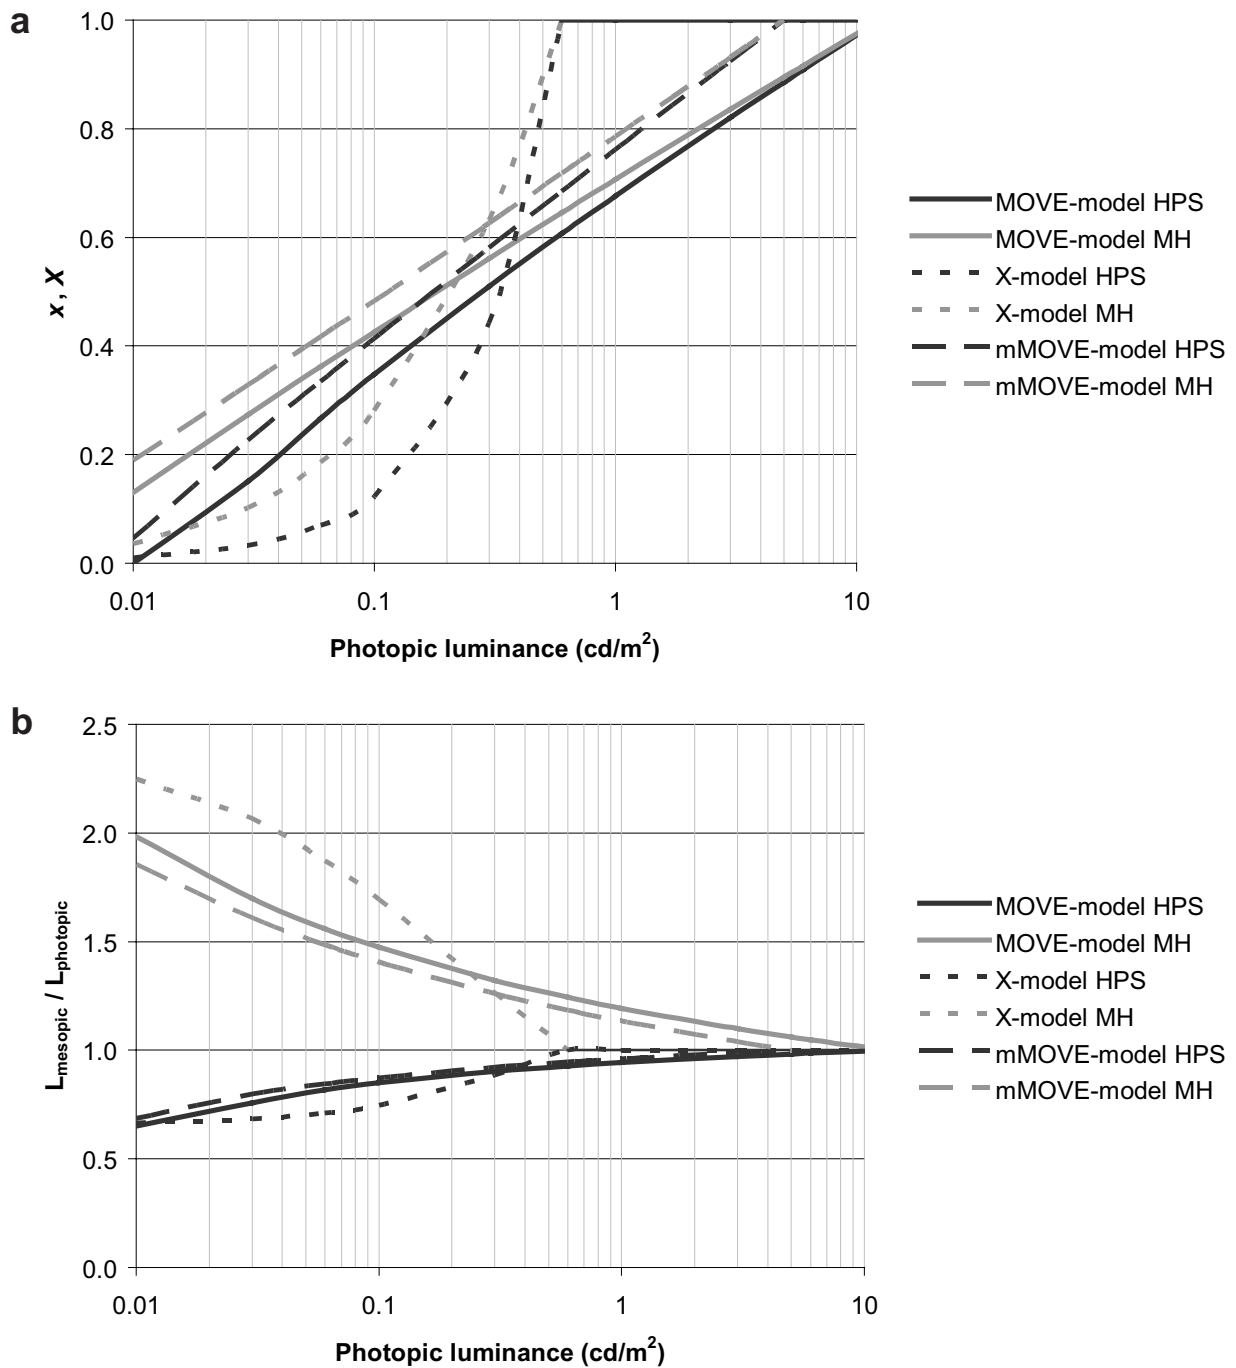 a
1.0
0.8
0.6
0.4
0.2
0.0
x, X
0.01 0.1 1 10
Photopic luminance (cd/m²)
MOVE-model HPS
MOVE-model MH
X-model HPS
X-model MH
mMOVE-model HPS
mMOVE-model MH
b
2.5
2.0
1.5
1.0
0.5
0.0
Lmesopic / Lphotopic
0.01 0.1 1 10
Photopic luminance (cd/m²)
MOVE-model HPS
MOVE-model MH
X-model HPS
X-model MH
mMOVE-model HPS
mMOVE-model MH